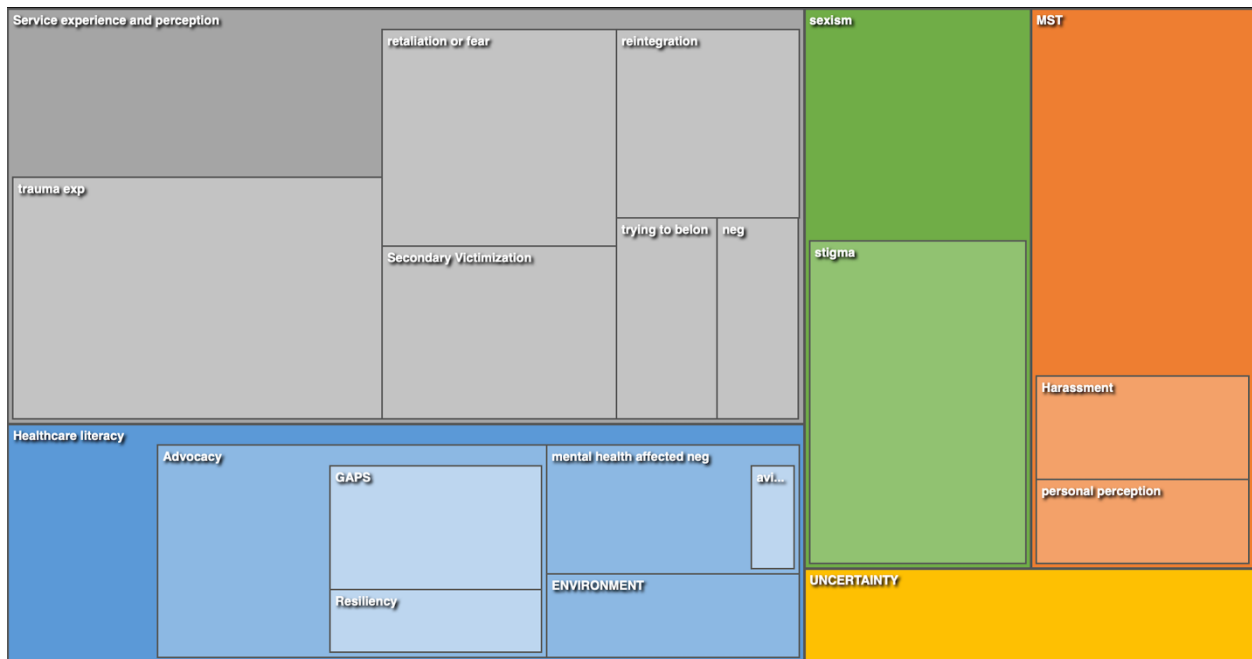 Service experience and perception
retaliation or fear
reintegration
trauma exp
Secondary Victimization
trying to belon
neg
Healthcare literacy
Advocacy
GAPS
Resiliency
mental health affected neg
avi...
ENVIRONMENT
sexism
stigma
MST
Harassment
personal perception
UNCERTAINTY